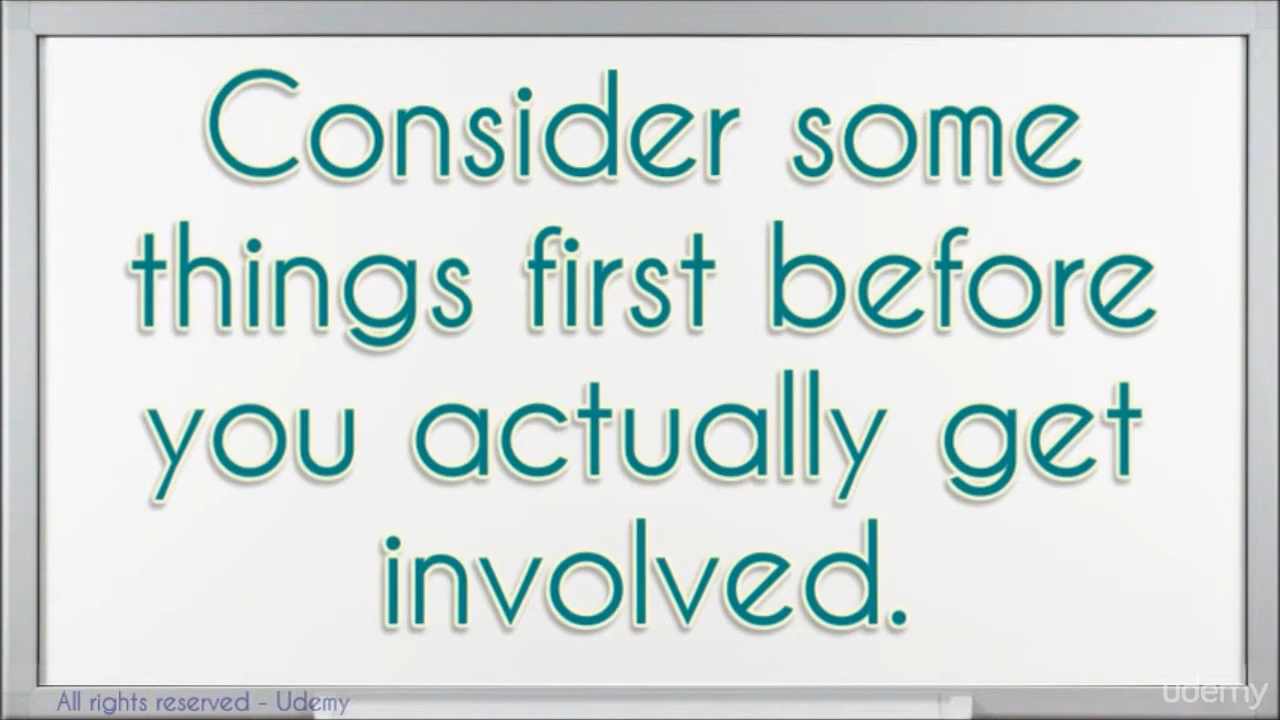 Consider some
things first before
you actually get
involved.
All rights reserved - Udemy
udemy